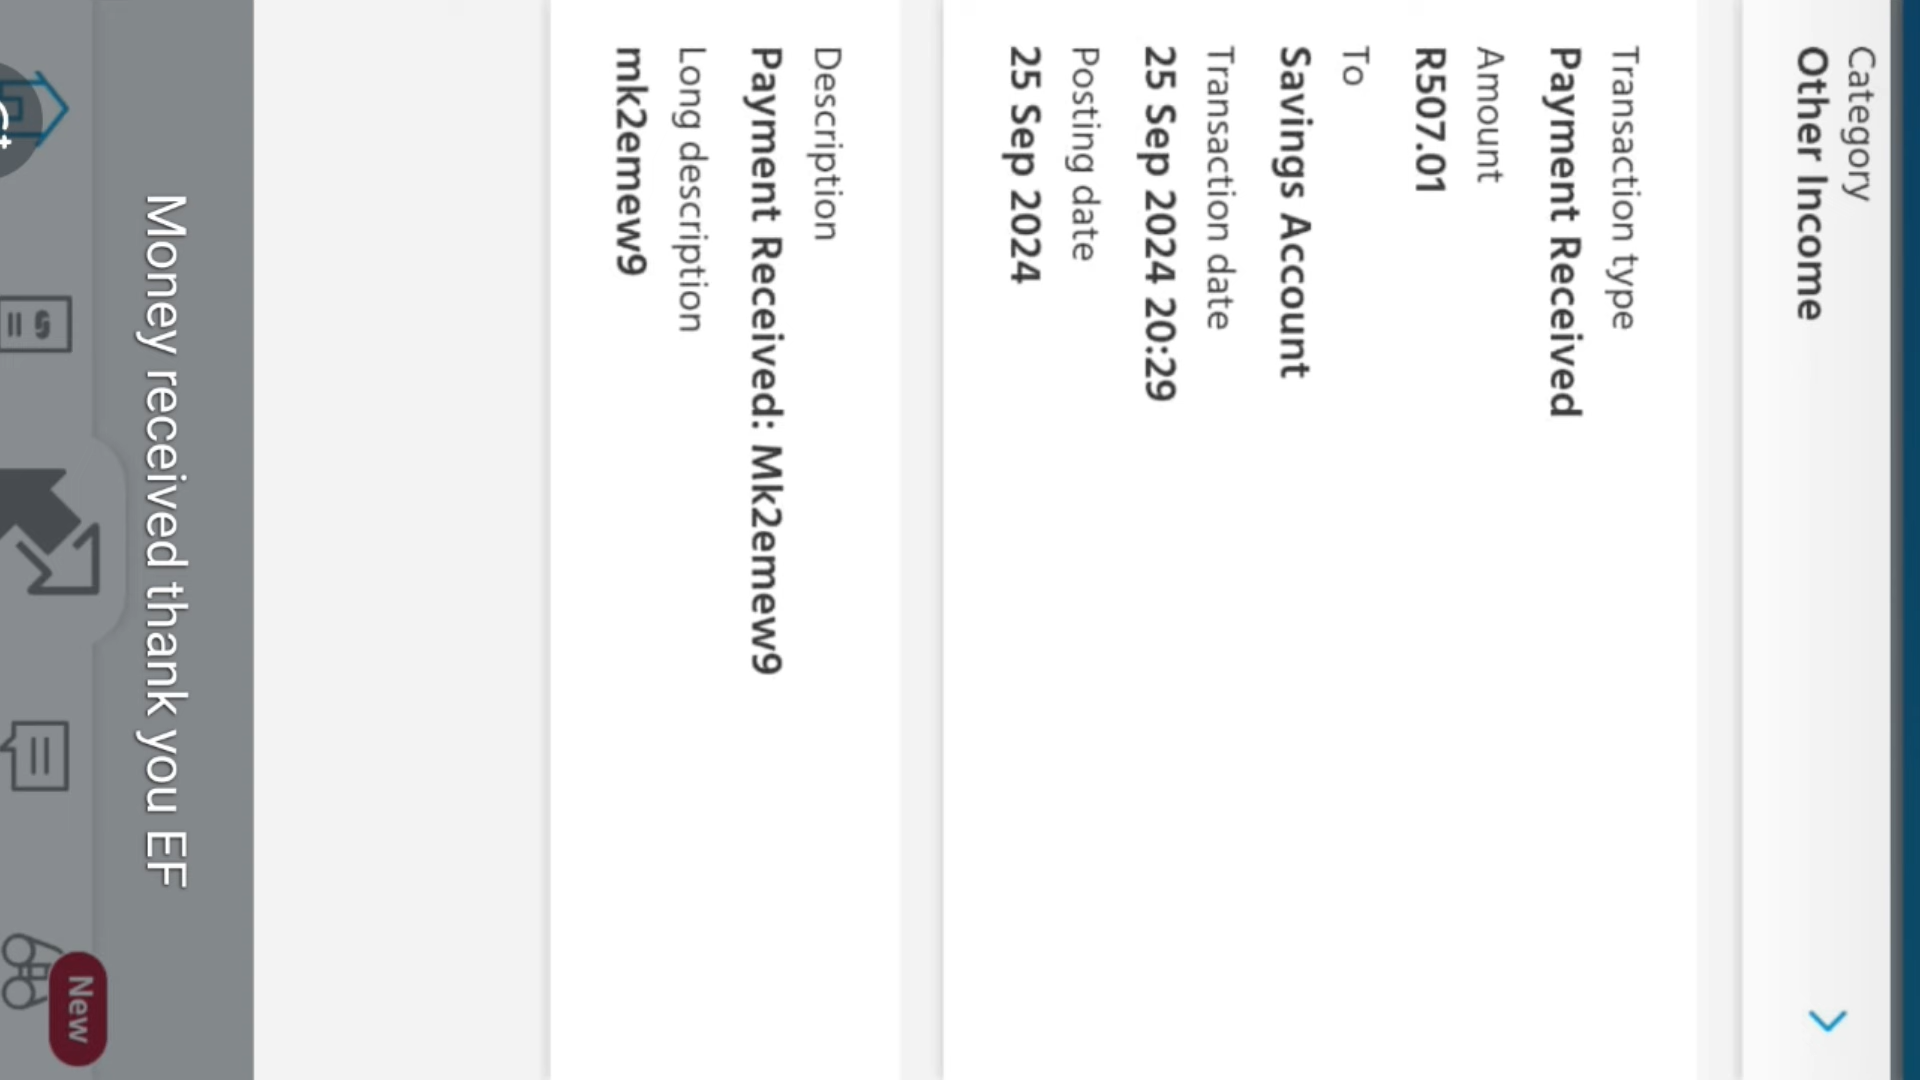 Category
Other Income
Transaction type
Payment Received
Amount
R507.01
To
Savings Account
Transaction date
25 Sep 2024 20:29
Posting date
25 Sep 2024
Description
Payment Received: Mk2emew9
Long description
mk2emew9
Money received thank you EF
New